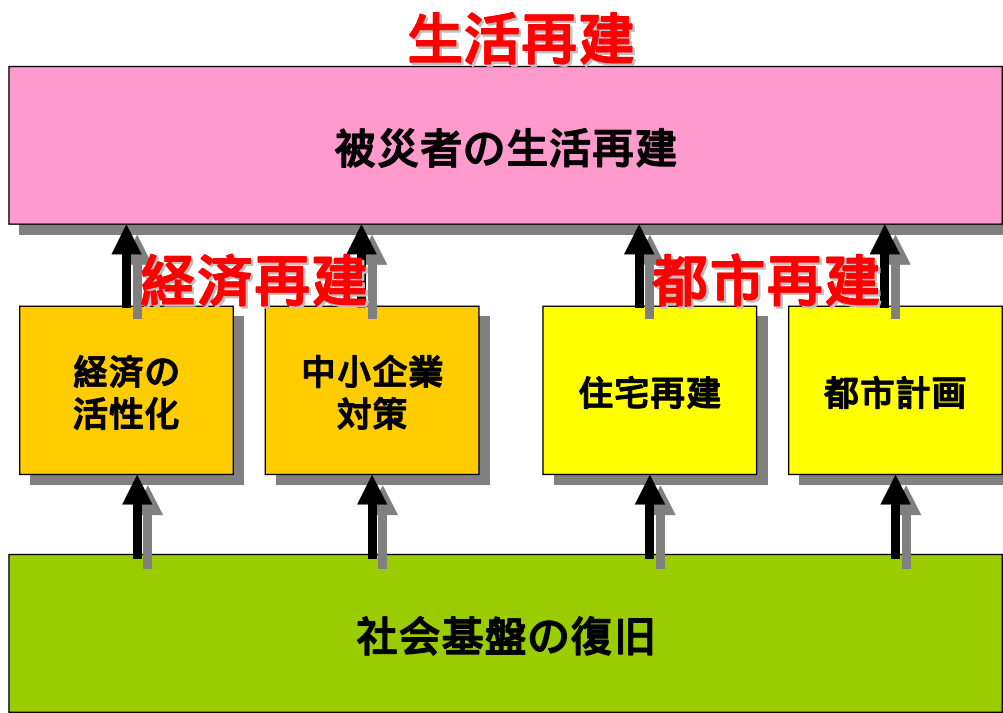 生活再建
被災者の生活再建
経済再建
都市再建
経済の
活性化
中小企業
対策
住宅再建
都市計画
社会基盤の復旧